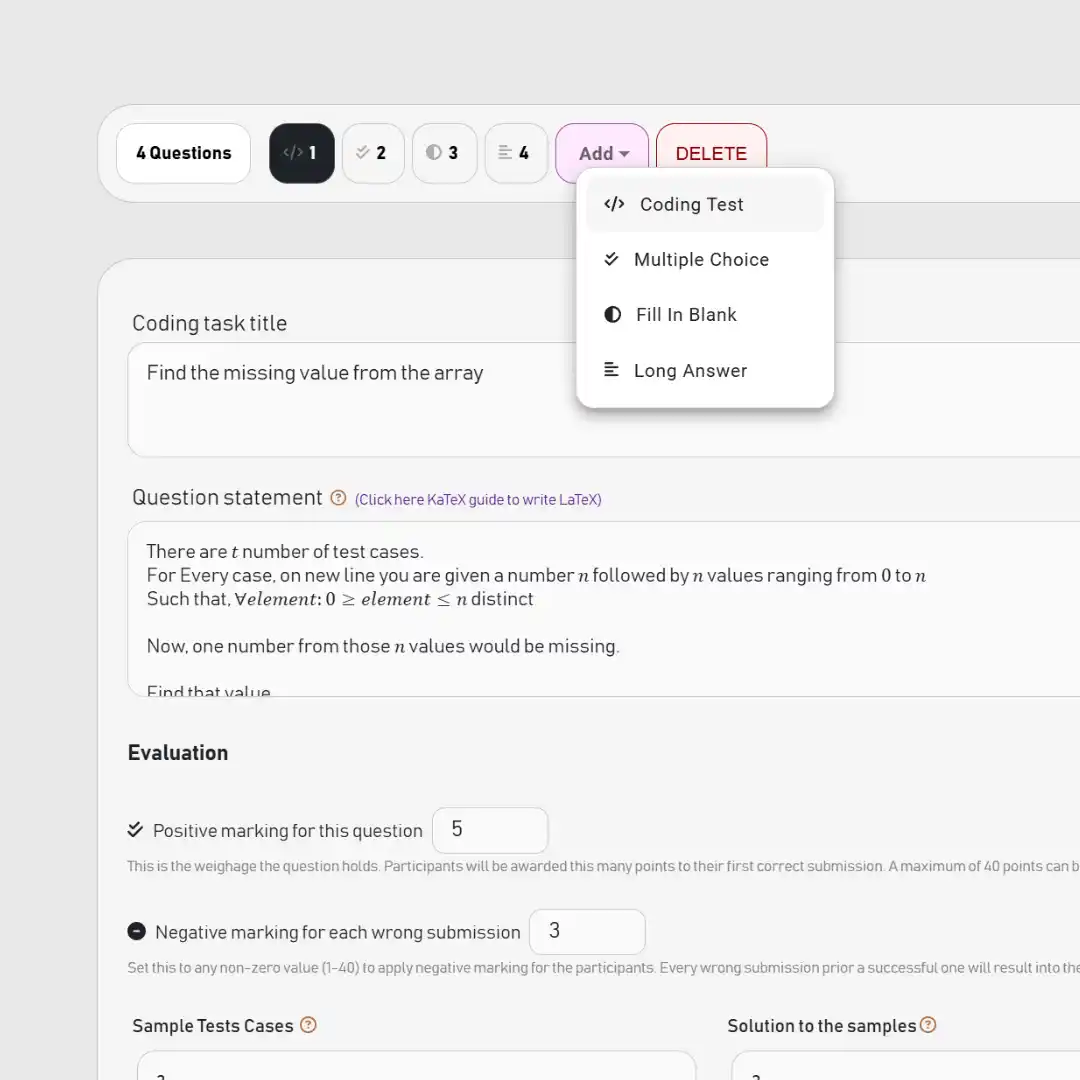 4 Questions
</> 1
2
3
4
Add
DELETE
</> Coding Test
Multiple Choice
Fill In Blank
Long Answer
Coding task title
Find the missing value from the array
Question statement ? (Click here KaTeX guide to write LaTeX)
There are t number of test cases.
For Every case, on new line you are given a number n followed by n values ranging from 0 to n
Such that, ∀element: 0 ≥ element ≤ n distinct
Now, one number from those n values would be missing.
Find that value
Evaluation
Positive marking for this question 5
This is the weighage the question holds. Participants will be awarded this many points to their first correct submission. A maximum of 40 points can b
Negative marking for each wrong submission 3
Set this to any non-zero value (1-40) to apply negative marking for the participants. Every wrong submission prior a successful one will result into the
Sample Tests Cases ?
Solution to the samples ?